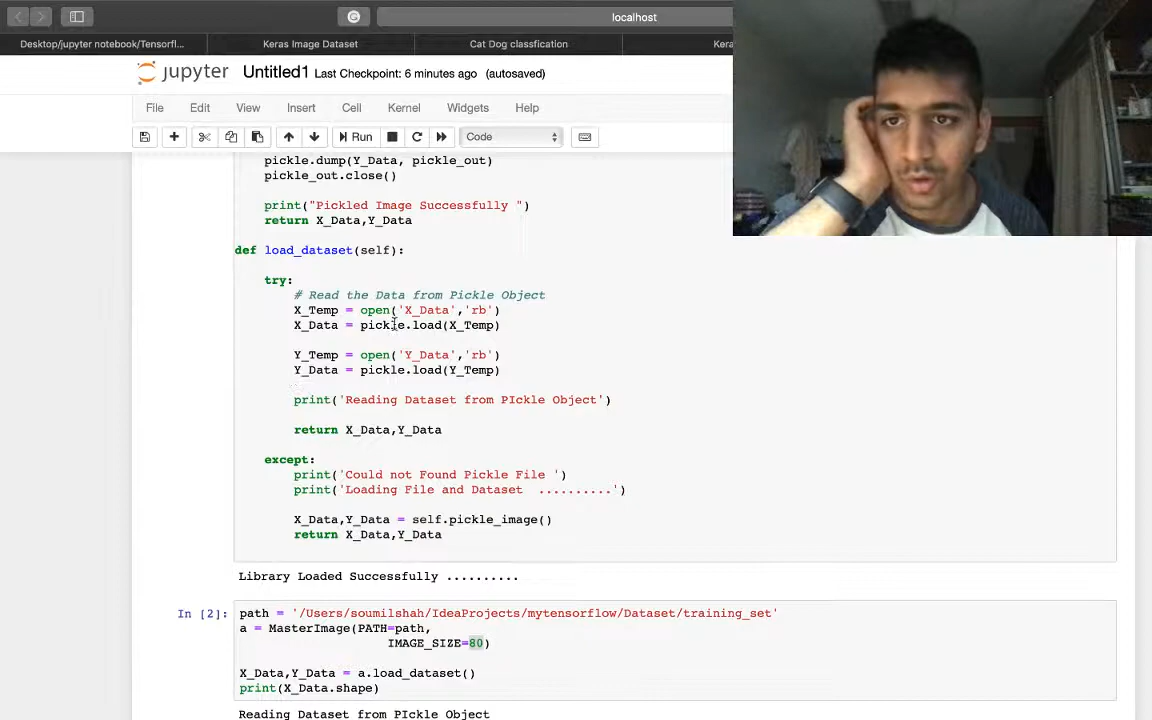 localhost
Desktop/jupyter notebook/Tensorfl...
Keras Image Dataset
Cat Dog classfication
Kera
jupyter Untitled1 Last Checkpoint: 6 minutes ago (autosaved)
File Edit View Insert Cell Kernel Widgets Help
Run Code
pickle.dump(Y_Data, pickle_out)
pickle_out.close()
print("Pickled Image Successfully ")
return X_Data,Y_Data
def load_dataset(self):
try:
# Read the Data from Pickle Object
X_Temp = open('X_Data','rb')
X_Data = pickle.load(X_Temp)
Y_Temp = open('Y_Data','rb')
Y_Data = pickle.load(Y_Temp)
print('Reading Dataset from PIckle Object')
return X_Data,Y_Data
except:
print('Could not Found Pickle File ')
print('Loading File and Dataset ..........')
X_Data,Y_Data = self.pickle_image()
return X_Data,Y_Data
Library Loaded Successfully ..........
In [2]: path = '/Users/soumilshah/IdeaProjects/mytensorflow/Dataset/training_set'
a = MasterImage(PATH=path,
IMAGE_SIZE=80)
X_Data,Y_Data = a.load_dataset()
print(X_Data.shape)
Reading Dataset from PIckle Object